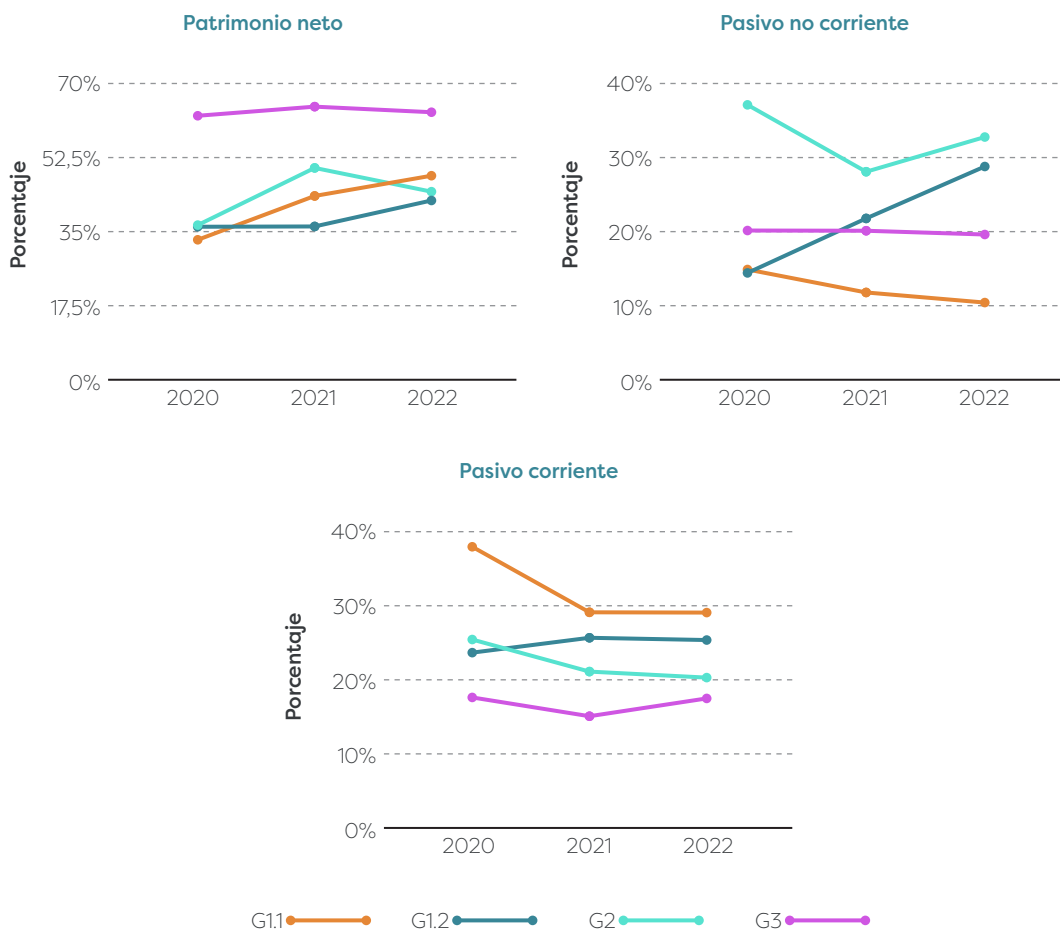 Patrimonio neto
Porcentaje
70%
52,5%
35%
17,5%
0%
2020 2021 2022
Pasivo no corriente
Porcentaje
40%
30%
20%
10%
0%
2020 2021 2022
Pasivo corriente
Porcentaje
40%
30%
20%
10%
0%
2020 2021 2022
G1.1 G1.2 G2 G3